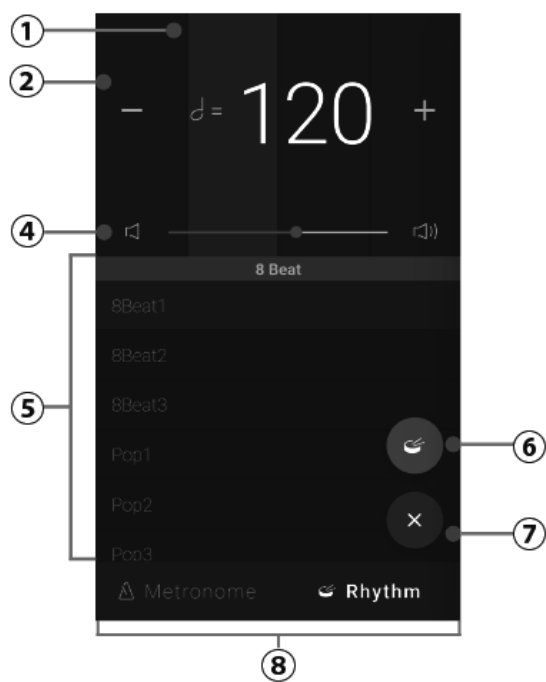 ①
②
− 𝅗𝅥 = 120 +
④
8 Beat
8Beat1
8Beat2
8Beat3
⑤
Pop1
⑥
Pop2
⑦
Pop3
Metronome Rhythm
⑧